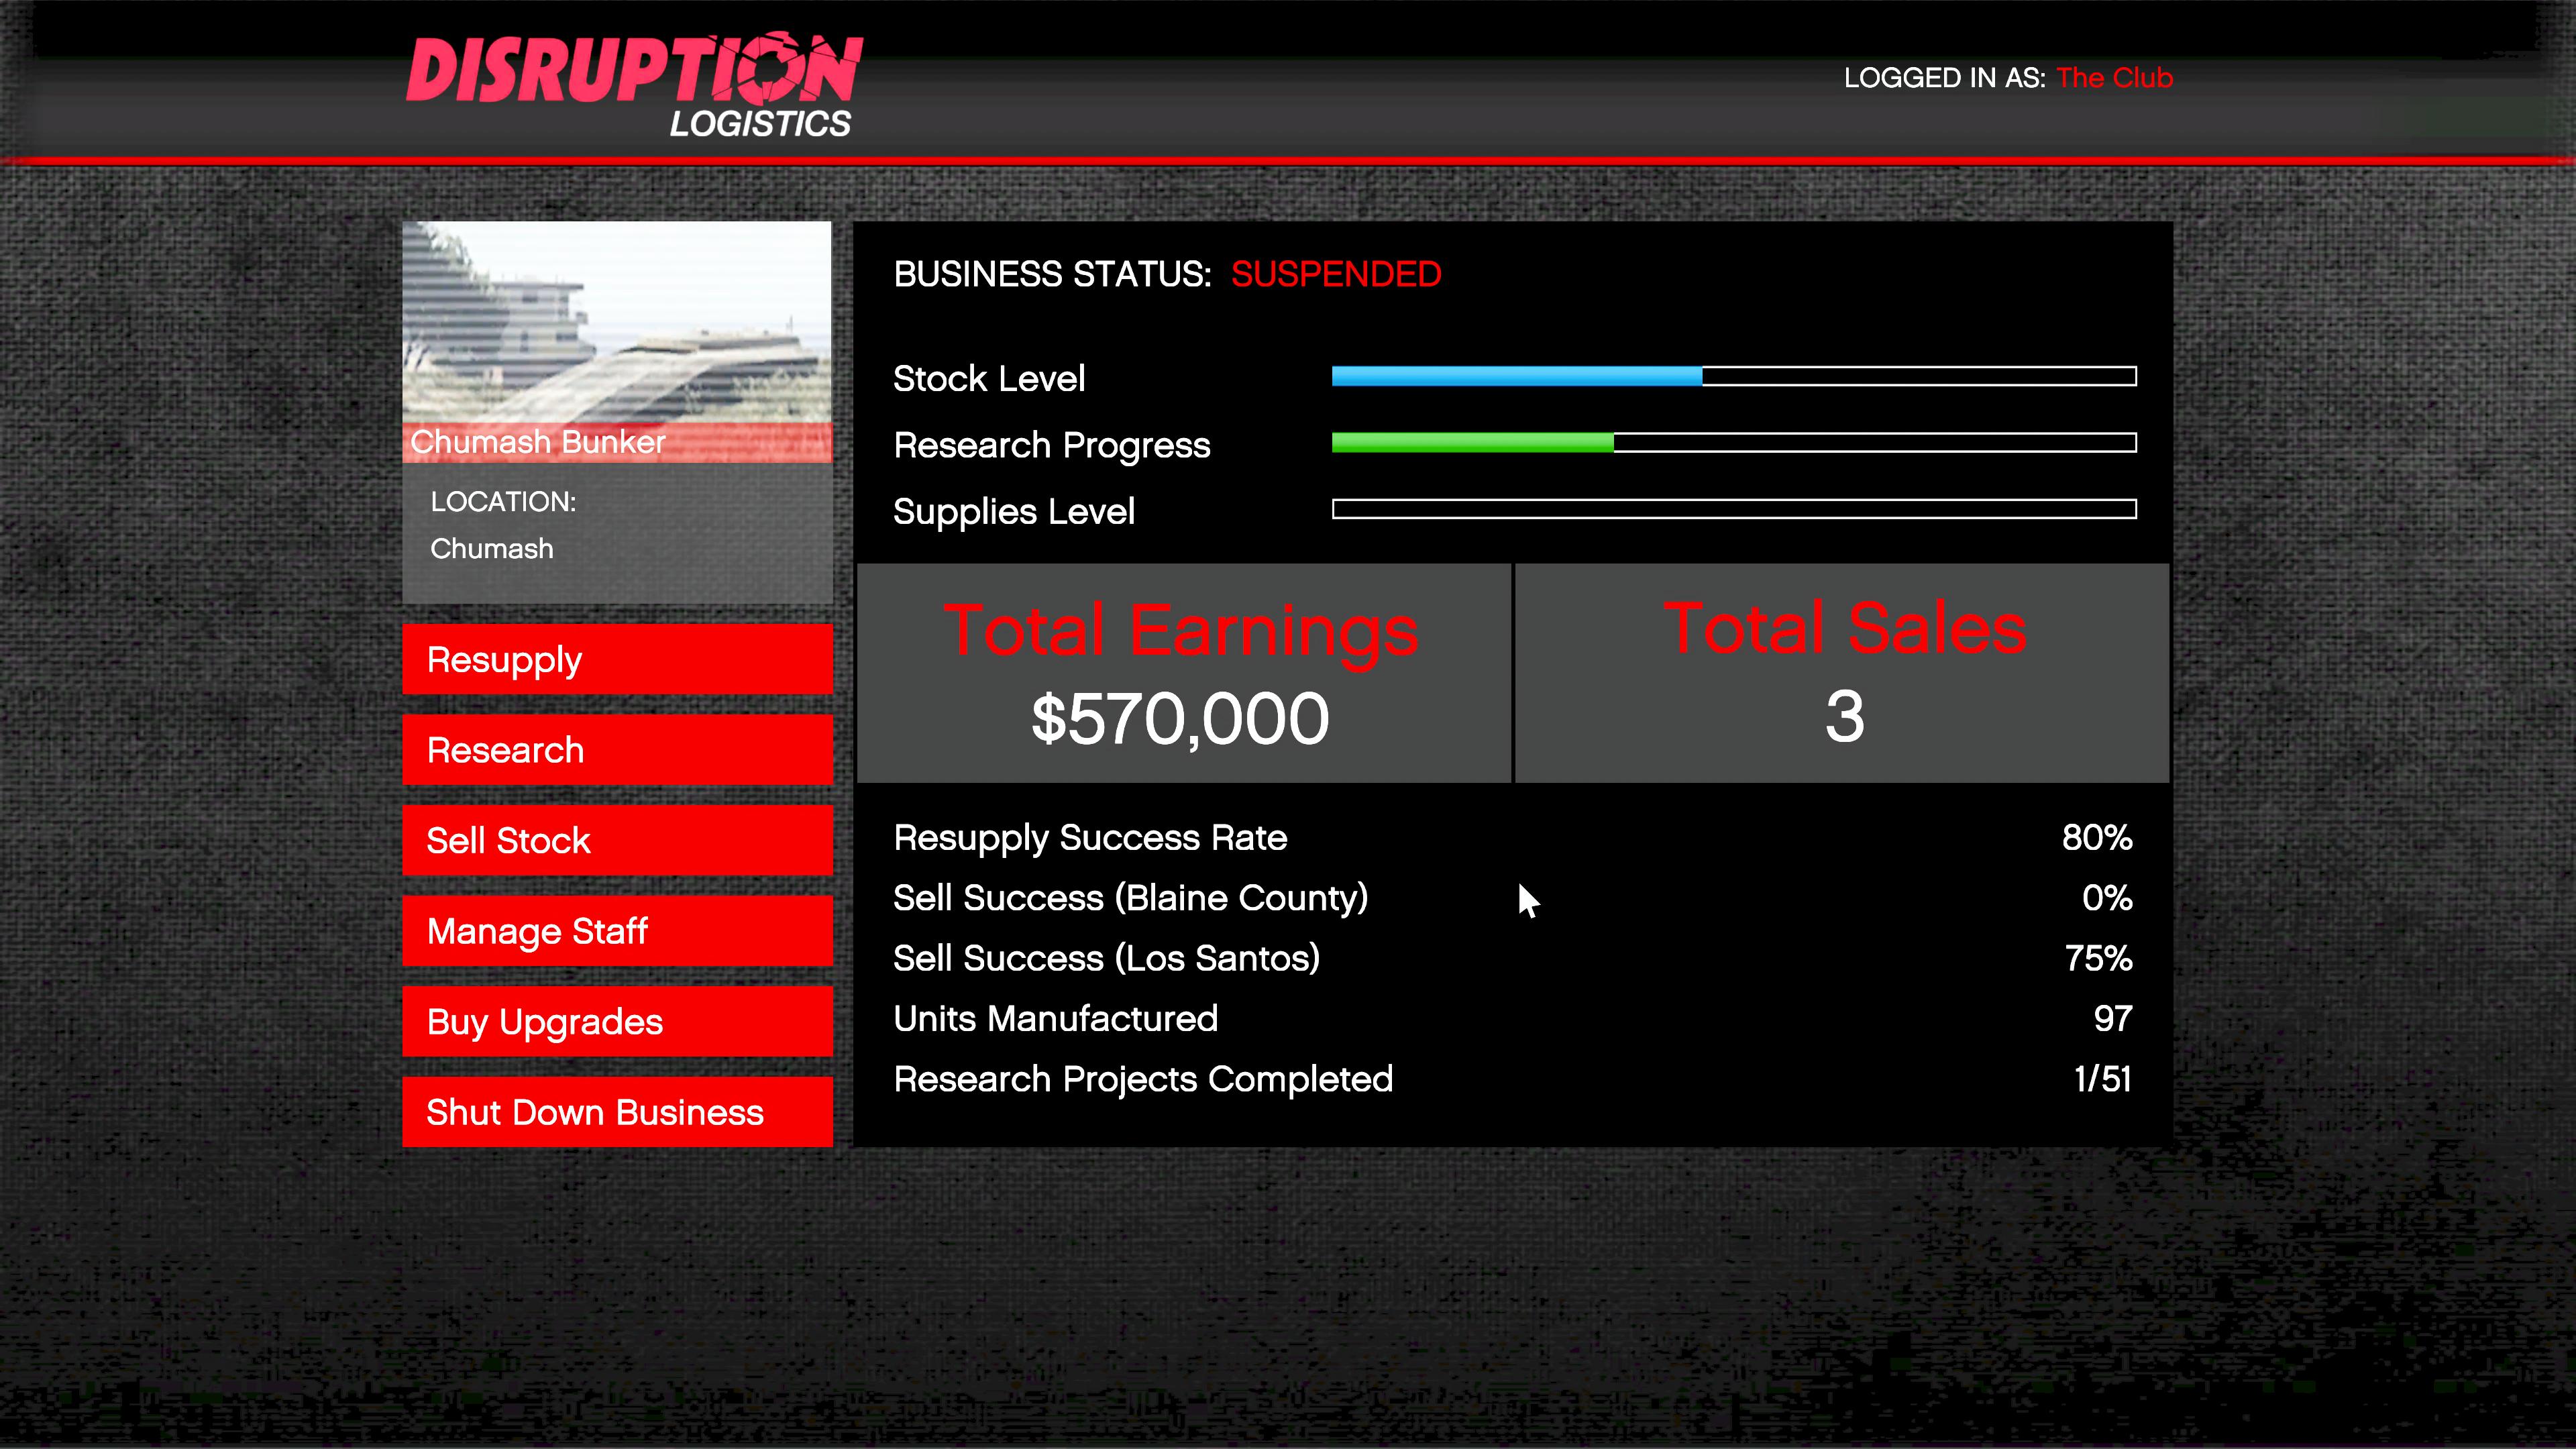 DISRUPTION
LOGISTICS
LOGGED IN AS: The Club
Chumash Bunker
LOCATION:
Chumash
Resupply
Research
Sell Stock
Manage Staff
Buy Upgrades
Shut Down Business
BUSINESS STATUS: SUSPENDED
Stock Level
Research Progress
Supplies Level
Total Earnings
$570,000
Total Sales
3
Resupply Success Rate 80%
Sell Success (Blaine County) 0%
Sell Success (Los Santos) 75%
Units Manufactured 97
Research Projects Completed 1/51